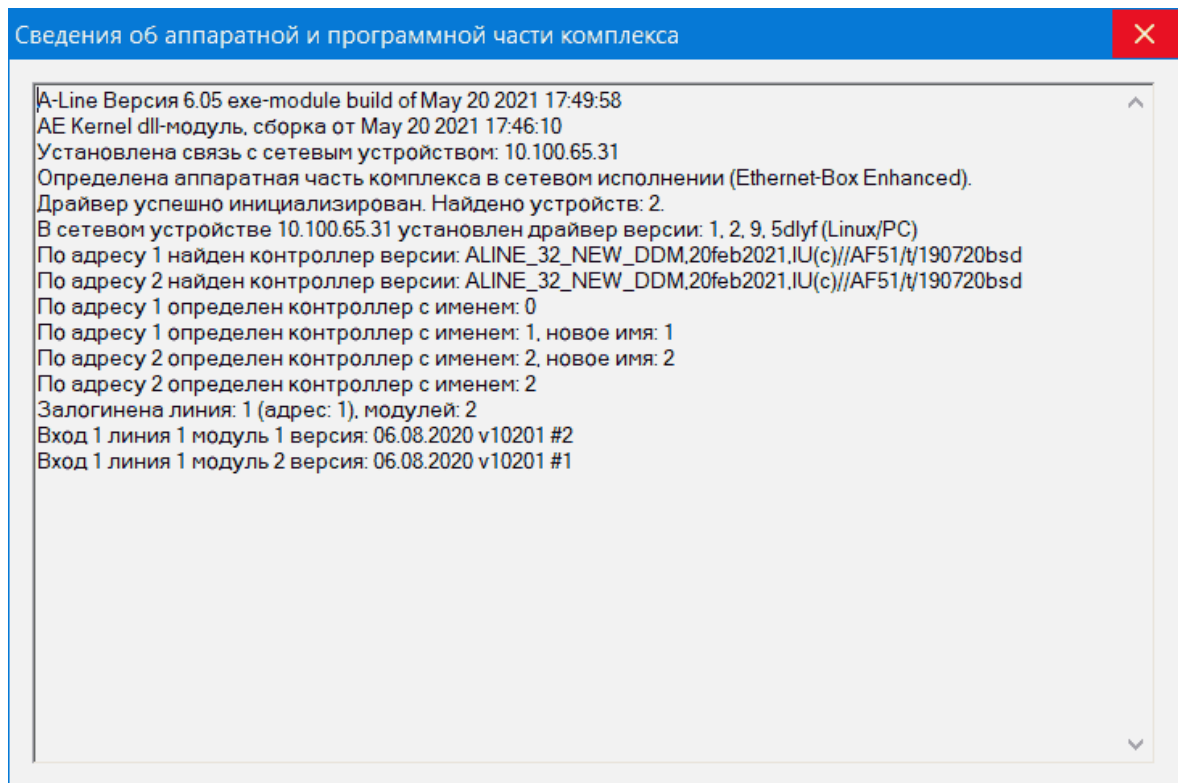 Сведения об аппаратной и программной части комплекса
A-Line Версия 6.05 exe-module build of May 20 2021 17:49:58
AE Kernel dll-модуль, сборка от May 20 2021 17:46:10
Установлена связь с сетевым устройством: 10.100.65.31
Определена аппаратная часть комплекса в сетевом исполнении (Ethernet-Box Enhanced).
Драйвер успешно инициализирован. Найдено устройств: 2.
В сетевом устройстве 10.100.65.31 установлен драйвер версии: 1, 2, 9, 5dlyf (Linux/PC)
По адресу 1 найден контроллер версии: ALINE_32_NEW_DDM,20feb2021,IU(c)//AF51/t/190720bsd
По адресу 2 найден контроллер версии: ALINE_32_NEW_DDM,20feb2021,IU(c)//AF51/t/190720bsd
По адресу 1 определен контроллер с именем: 0
По адресу 1 определен контроллер с именем: 1, новое имя: 1
По адресу 2 определен контроллер с именем: 2, новое имя: 2
По адресу 2 определен контроллер с именем: 2
Залогинена линия: 1 (адрес: 1), модулей: 2
Вход 1 линия 1 модуль 1 версия: 06.08.2020 v10201 #2
Вход 1 линия 1 модуль 2 версия: 06.08.2020 v10201 #1